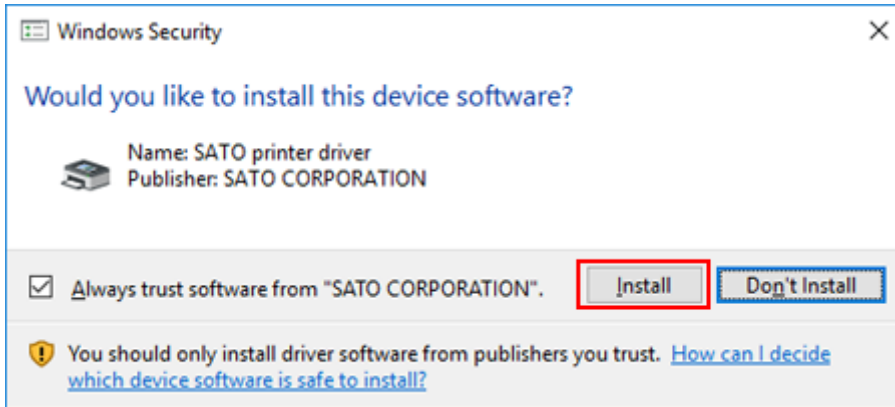 Windows Security
Would you like to install this device software?
Name: SATO printer driver
Publisher: SATO CORPORATION
Always trust software from "SATO CORPORATION".
Install
Don't Install
You should only install driver software from publishers you trust. How can I decide
which device software is safe to install?